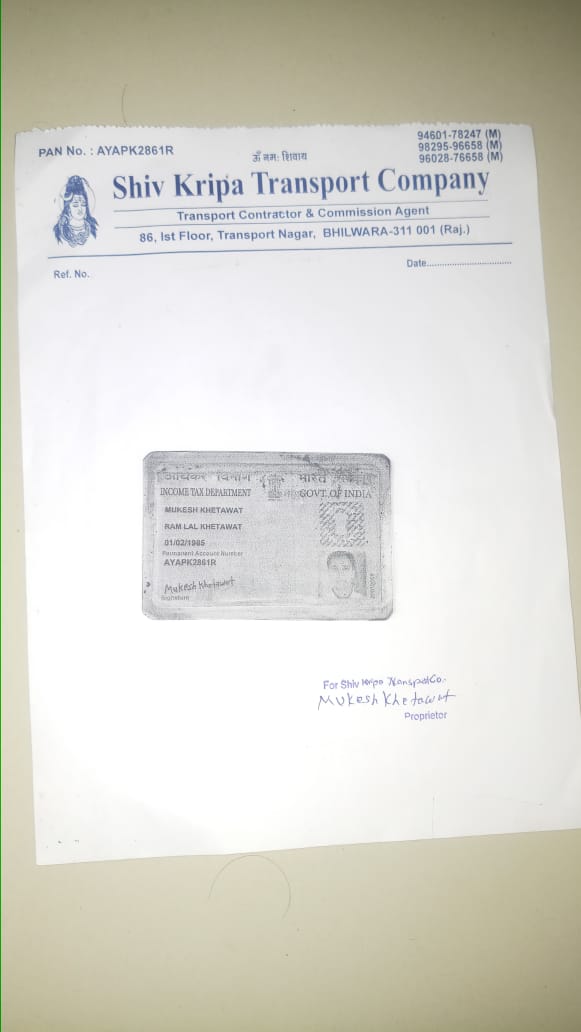 PAN No. : AYAPK2861R
ॐ नमः शिवाय
94601-78247 (M)
98295-96658 (M)
96028-76658 (M)
Shiv Kripa Transport Company
Transport Contractor & Commission Agent
86, Ist Floor, Transport Nagar, BHILWARA-311 001 (Raj.)
Ref. No.
Date.................................
आयकर विभाग
भारत
INCOME TAX DEPARTMENT
GOVT. OF INDIA
MUKESH KHETAWAT
RAM LAL KHETAWAT
01/02/1985
Permanent Account Number
AYAPK2861R
Mukesh Khetawat
Signature
For Shiv Kripa Transport Co.
Mukesh Khetawat
Proprietor